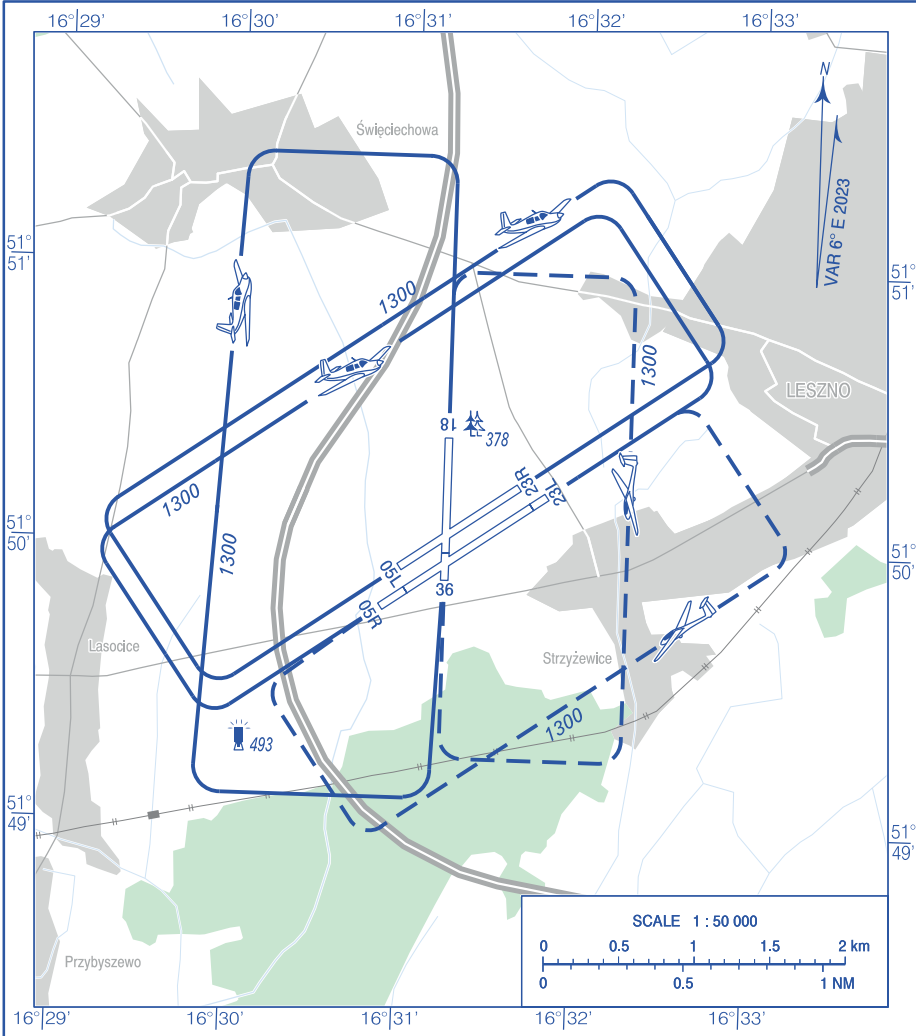 16°29' 16°30' 16°31' 16°32' 16°33'
N
VAR 6° E 2023
Święciechowa
51°
51'
51°
51'
1300
1300
LESZNO
18
378
23R
23L
1300
1300
51°
50'
51°
50'
05L
05R
36
Lasocice
Strzyżewice
1300
493
51°
49'
51°
49'
SCALE 1 : 50 000
0 0.5 1 1.5 2 km
0 0.5 1 NM
Przybyszewo
16°29' 16°30' 16°31' 16°32' 16°33'